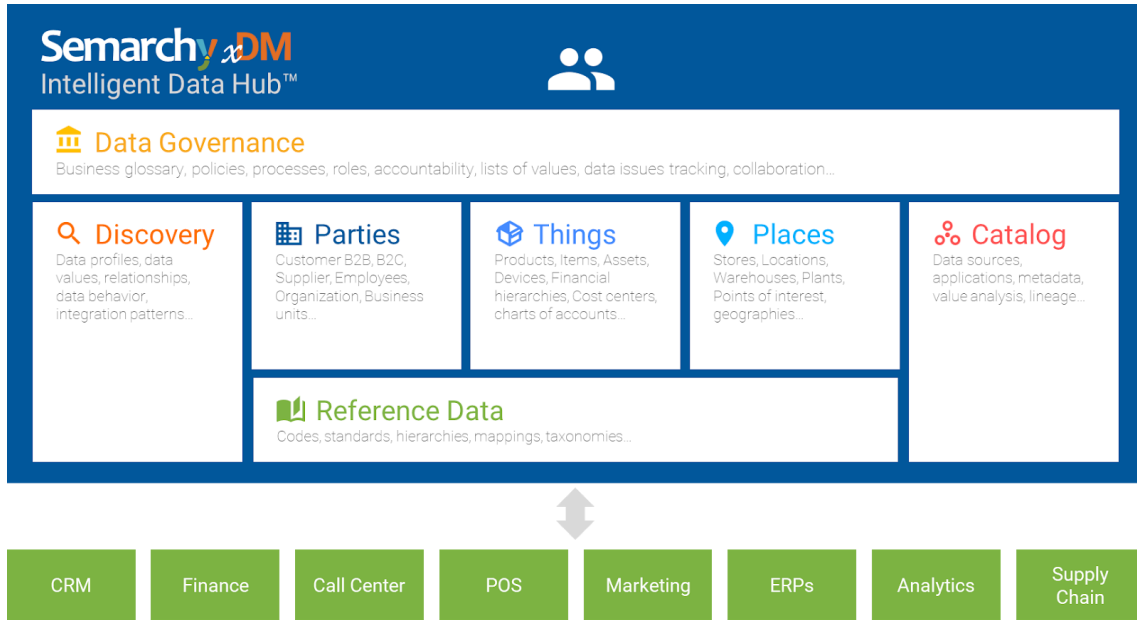 Semarchy xDM
Intelligent Data Hub™
Data Governance
Business glossary, policies, processes, roles, accountability, lists of values, data issues tracking, collaboration...
Discovery
Data profiles, data
values, relationships,
data behavior,
integration patterns...
Parties
Customer B2B, B2C,
Supplier, Employees,
Organization, Business
units...
Things
Products, Items, Assets,
Devices, Financial
hierarchies, Cost centers,
charts of accounts...
Places
Stores, Locations,
Warehouses, Plants,
Points of interest,
geographies...
Catalog
Data sources,
applications, metadata,
value analysis, lineage...
Reference Data
Codes, standards, hierarchies, mappings, taxonomies...
CRM
Finance
Call Center
POS
Marketing
ERPs
Analytics
Supply
Chain